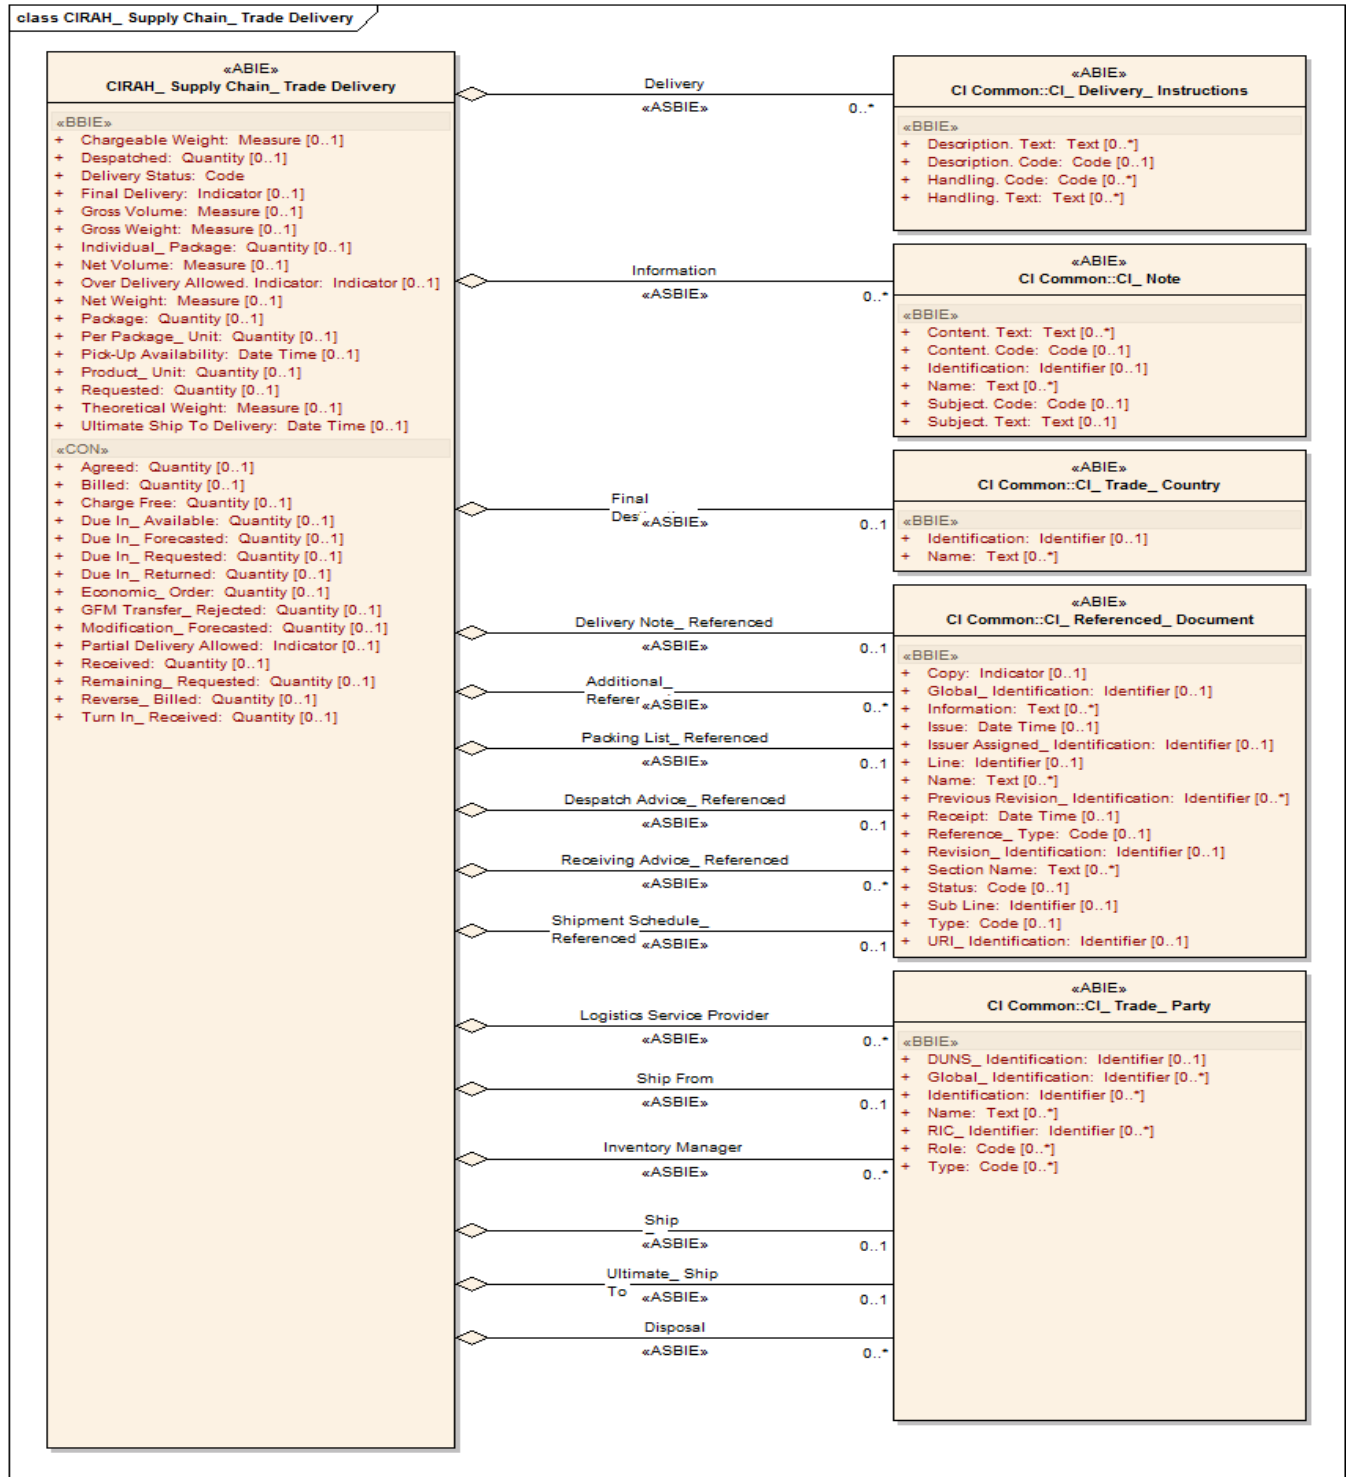 class CIRAH_ Supply Chain_ Trade Delivery
«ABIE»
CIRAH_ Supply Chain_ Trade Delivery
«BBIE»
+ Chargeable Weight: Measure [0..1]
+ Despatched: Quantity [0..1]
+ Delivery Status: Code
+ Final Delivery: Indicator [0..1]
+ Gross Volume: Measure [0..1]
+ Gross Weight: Measure [0..1]
+ Individual_ Package: Quantity [0..1]
+ Net Volume: Measure [0..1]
+ Over Delivery Allowed. Indicator: Indicator [0..1]
+ Net Weight: Measure [0..1]
+ Package: Quantity [0..1]
+ Per Package_ Unit: Quantity [0..1]
+ Pick-Up Availability: Date Time [0..1]
+ Product_ Unit: Quantity [0..1]
+ Requested: Quantity [0..1]
+ Theoretical Weight: Measure [0..1]
+ Ultimate Ship To Delivery: Date Time [0..1]
«CON»
+ Agreed: Quantity [0..1]
+ Billed: Quantity [0..1]
+ Charge Free: Quantity [0..1]
+ Due In_ Available: Quantity [0..1]
+ Due In_ Forecasted: Quantity [0..1]
+ Due In_ Requested: Quantity [0..1]
+ Due In_ Returned: Quantity [0..1]
+ Economic_ Order: Quantity [0..1]
+ GFM Transfer_ Rejected: Quantity [0..1]
+ Modification_ Forecasted: Quantity [0..1]
+ Partial Delivery Allowed: Indicator [0..1]
+ Received: Quantity [0..1]
+ Remaining_ Requested: Quantity [0..1]
+ Reverse_ Billed: Quantity [0..1]
+ Turn In_ Received: Quantity [0..1]
Delivery
«ASBIE» 0..*
Information
«ASBIE» 0..*
Final
«ASBIE» 0..1
Delivery Note_ Referenced
«ASBIE» 0..1
Additional_
«ASBIE» 0..*
Packing List_ Referenced
«ASBIE» 0..1
Despatch Advice_ Referenced
«ASBIE» 0..1
Receiving Advice_ Referenced
«ASBIE» 0..*
Shipment Schedule_
Referenced «ASBIE» 0..1
Logistics Service Provider
«ASBIE» 0..*
Ship From
«ASBIE» 0..1
Inventory Manager
«ASBIE» 0..*
Ship
«ASBIE» 0..1
Ultimate_ Ship
To «ASBIE» 0..1
Disposal
«ASBIE» 0..*
«ABIE»
CI Common::CI_ Delivery_ Instructions
«BBIE»
+ Description. Text: Text [0..*]
+ Description. Code: Code [0..1]
+ Handling. Code: Code [0..*]
+ Handling. Text: Text [0..*]
«ABIE»
CI Common::CI_ Note
«BBIE»
+ Content. Text: Text [0..*]
+ Content. Code: Code [0..1]
+ Identification: Identifier [0..1]
+ Name: Text [0..*]
+ Subject. Code: Code [0..1]
+ Subject. Text: Text [0..1]
«ABIE»
CI Common::CI_ Trade_ Country
«BBIE»
+ Identification: Identifier [0..1]
+ Name: Text [0..*]
«ABIE»
CI Common::CI_ Referenced_ Document
«BBIE»
+ Copy: Indicator [0..1]
+ Global_ Identification: Identifier [0..1]
+ Information: Text [0..*]
+ Issue: Date Time [0..1]
+ Issuer Assigned_ Identification: Identifier [0..1]
+ Line: Identifier [0..1]
+ Name: Text [0..*]
+ Previous Revision_ Identification: Identifier [0..*]
+ Receipt: Date Time [0..1]
+ Reference_ Type: Code [0..1]
+ Revision_ Identification: Identifier [0..1]
+ Section Name: Text [0..*]
+ Status: Code [0..1]
+ Sub Line: Identifier [0..1]
+ Type: Code [0..1]
+ URI_ Identification: Identifier [0..1]
«ABIE»
CI Common::CI_ Trade_ Party
«BBIE»
+ DUNS_ Identification: Identifier [0..1]
+ Global_ Identification: Identifier [0..*]
+ Identification: Identifier [0..*]
+ Name: Text [0..*]
+ RIC_ Identifier: Identifier [0..*]
+ Role: Code [0..*]
+ Type: Code [0..*]